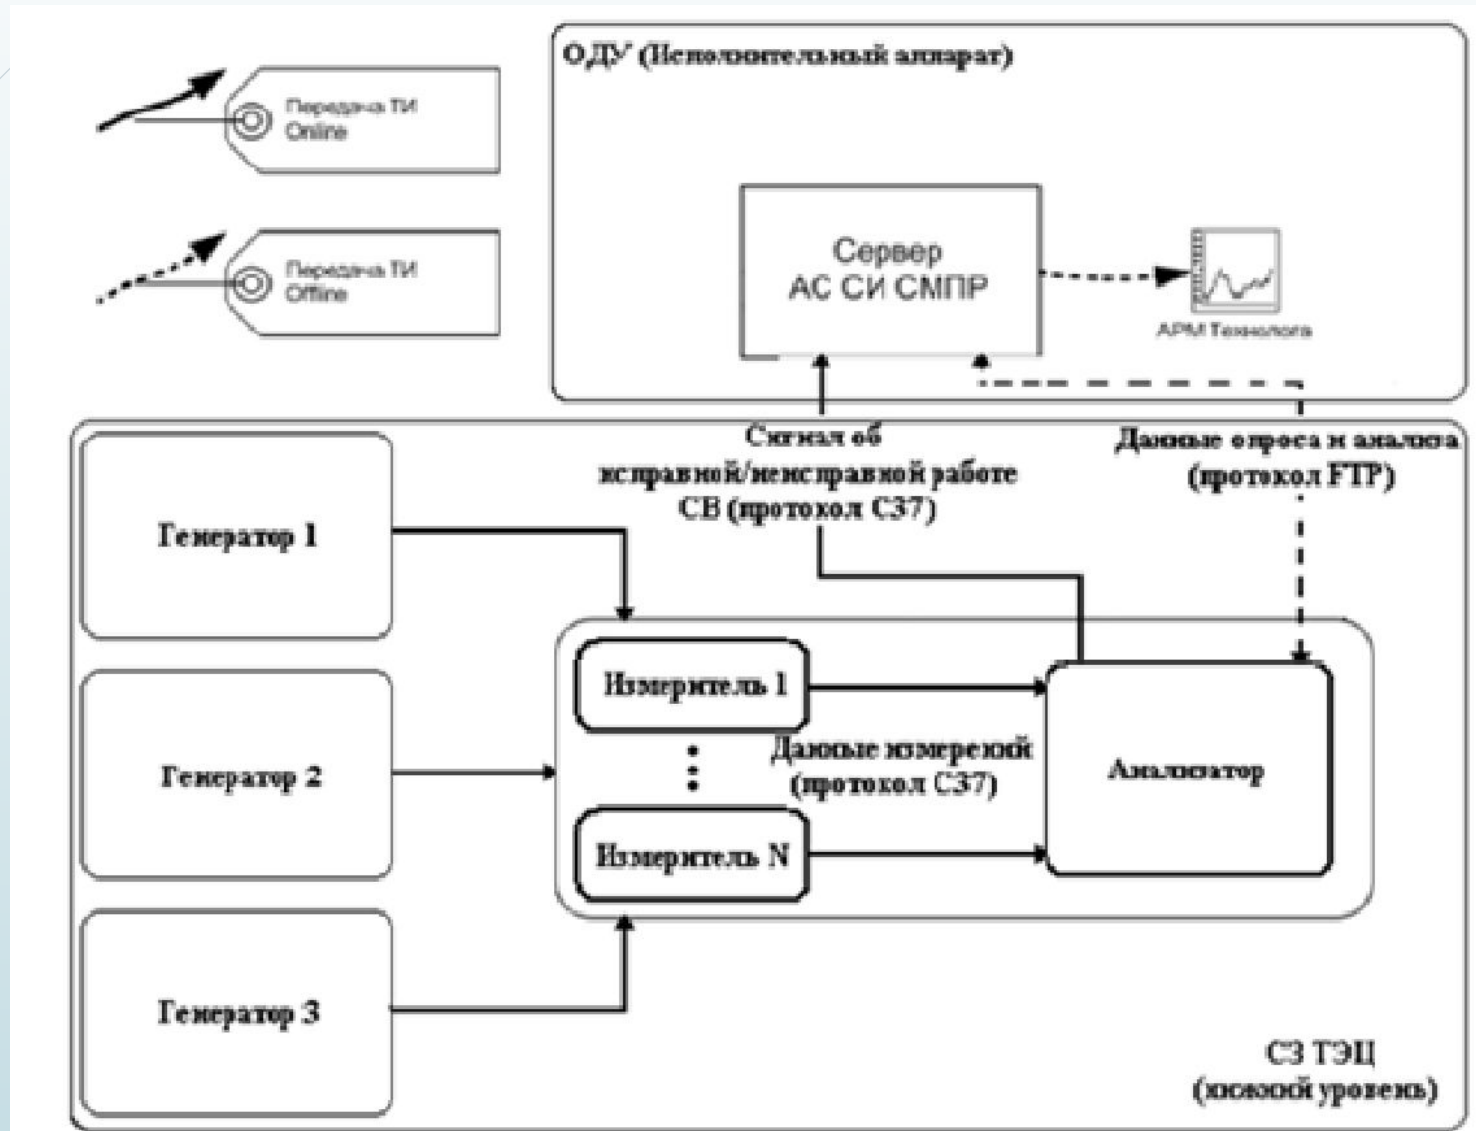 ОДУ (Исполнительный аппарат)
Передача ТИ
Online
Передача ТИ
Offline
Сервер
АС СИ СМПР
АРМ Технолога
Сигнал об
исправной/неисправной работе
СВ (протокол С37)
Данные опроса и анализа
(протокол FTP)
Генератор 1
Генератор 2
Генератор 3
Измеритель 1
Данные измерений
(протокол С37)
Измеритель N
Анализатор
СЗ ТЭЦ
(нижний уровень)